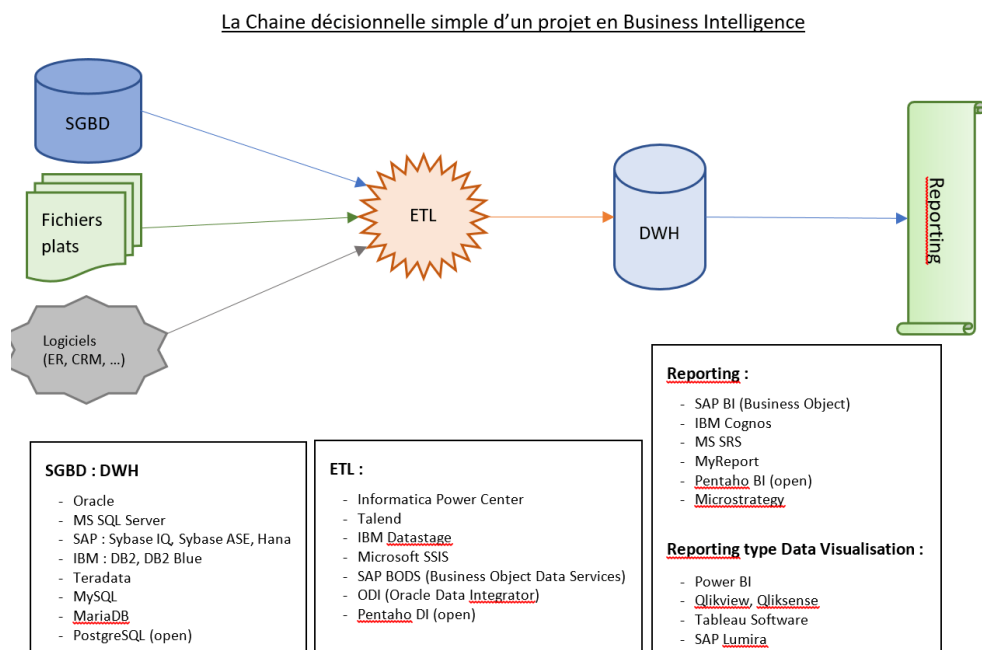 La Chaine décisionnelle simple d’un projet en Business Intelligence
SGBD
Fichiers
plats
Logiciels
(ER, CRM, …)
ETL
DWH
Reporting
SGBD : DWH
- Oracle
- MS SQL Server
- SAP : Sybase IQ, Sybase ASE, Hana
- IBM : DB2, DB2 Blue
- Teradata
- MySQL
- MariaDB
- PostgreSQL (open)
ETL :
- Informatica Power Center
- Talend
- IBM Datastage
- Microsoft SSIS
- SAP BODS (Business Object Data Services)
- ODI (Oracle Data Integrator)
- Pentaho DI (open)
Reporting :
- SAP BI (Business Object)
- IBM Cognos
- MS SRS
- MyReport
- Pentaho BI (open)
- Microstrategy
Reporting type Data Visualisation :
- Power BI
- Qlikview, Qliksense
- Tableau Software
- SAP Lumira